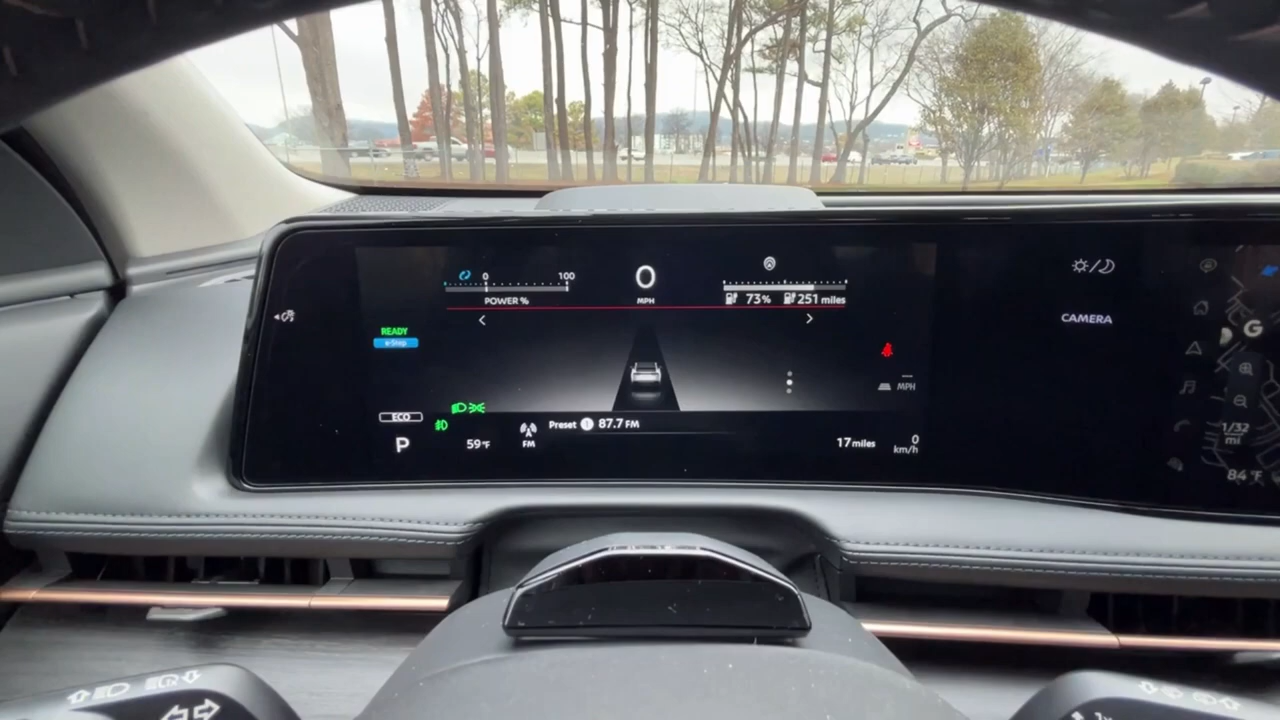 0 100
POWER %
0
MPH
73% 251 miles
READY
e-Step
MPH
ECO
Preset 1 87.7 FM
P
59°F
FM
17 miles
0
km/h
CAMERA
G
1/32
mi
84°F